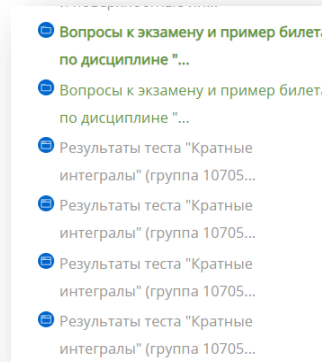 Вопросы к экзамену и пример билета
по дисциплине "...
Вопросы к экзамену и пример билета
по дисциплине "...
Результаты теста "Кратные
интегралы" (группа 10705...
Результаты теста "Кратные
интегралы" (группа 10705...
Результаты теста "Кратные
интегралы" (группа 10705...
Результаты теста "Кратные
интегралы" (группа 10705...